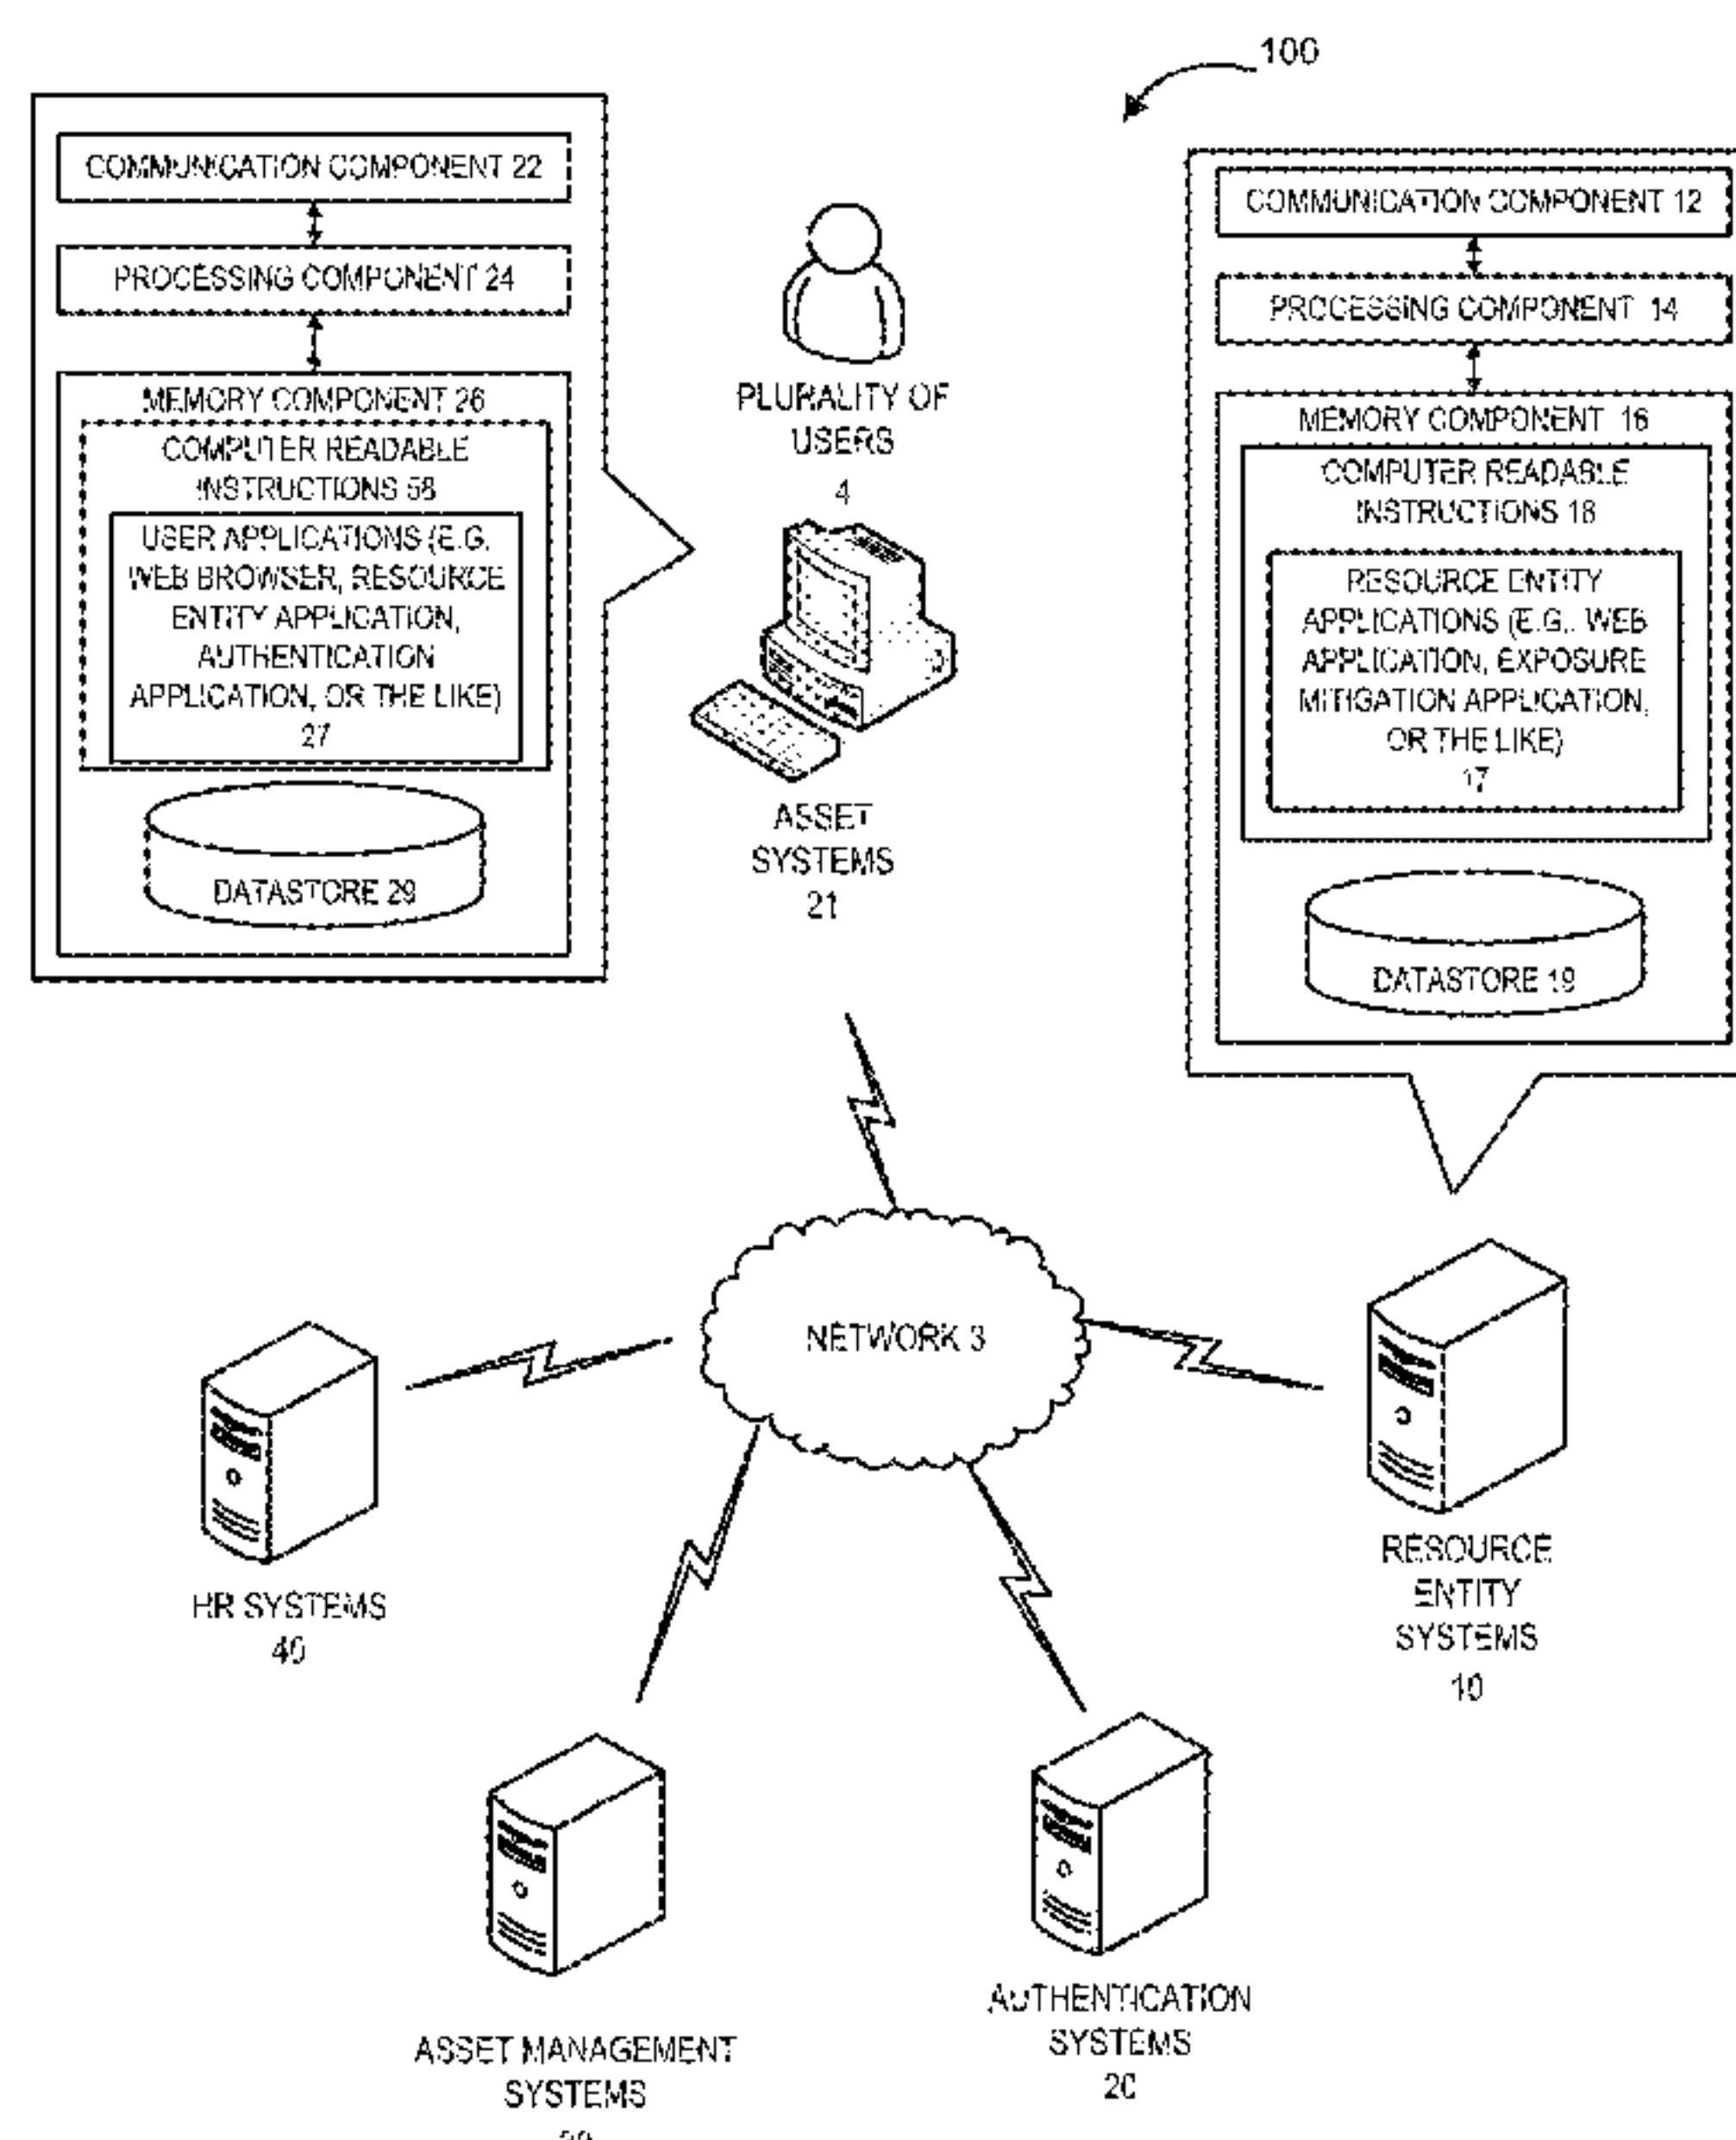 100
COMMUNICATION COMPONENT 22
PROCESSING COMPONENT 24
MEMORY COMPONENT 26
COMPUTER READABLE
INSTRUCTIONS 58
USER APPLICATIONS (E.G.
WEB BROWSER, RESOURCE
ENTITY APPLICATION,
AUTHENTICATION
APPLICATION, OR THE LIKE)
27
DATASTORE 29
PLURALITY OF
USERS
4
ASSET
SYSTEMS
21
COMMUNICATION COMPONENT 12
PROCESSING COMPONENT 14
MEMORY COMPONENT 16
COMPUTER READABLE
INSTRUCTIONS 18
RESOURCE ENTITY
APPLICATIONS (E.G., WEB
APPLICATION, EXPOSURE
MITIGATION APPLICATION,
OR THE LIKE)
17
DATASTORE 19
NETWORK 3
HR SYSTEMS
40
RESOURCE
ENTITY
SYSTEMS
10
ASSET MANAGEMENT
SYSTEMS
AUTHENTICATION
SYSTEMS
20